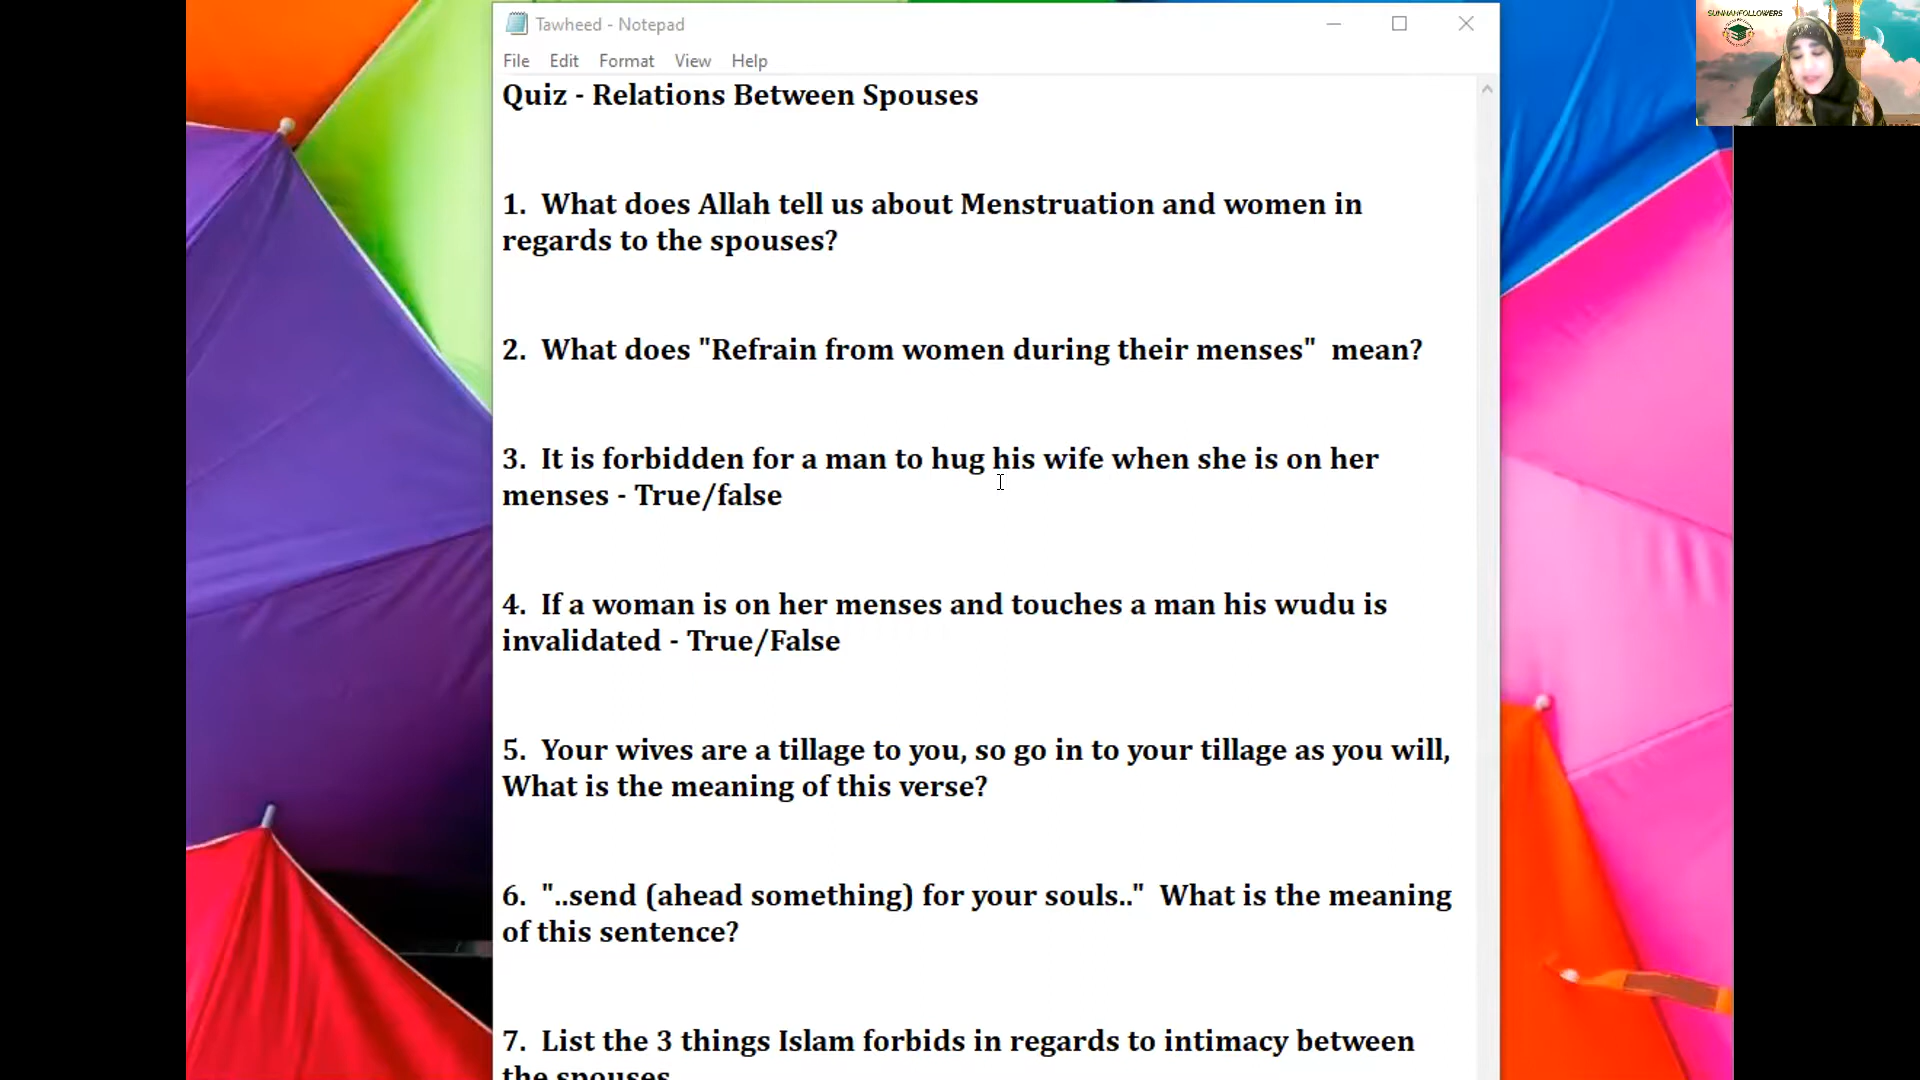 Tawheed - Notepad
File Edit Format View Help
Quiz - Relations Between Spouses
1. What does Allah tell us about Menstruation and women in
regards to the spouses?
2. What does "Refrain from women during their menses" mean?
3. It is forbidden for a man to hug his wife when she is on her
menses - True/false
4. If a woman is on her menses and touches a man his wudu is
invalidated - True/False
5. Your wives are a tillage to you, so go in to your tillage as you will,
What is the meaning of this verse?
6. "..send (ahead something) for your souls.." What is the meaning
of this sentence?
7. List the 3 things Islam forbids in regards to intimacy between
the spouses
SUNNAHFOLLOWERS